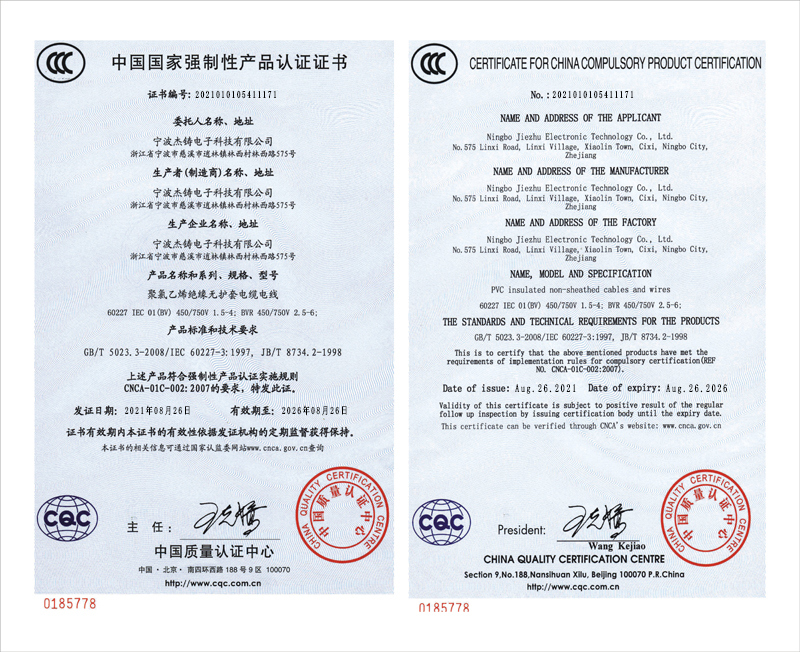 CCC
中国国家强制性产品认证证书
证书编号: 2021010105411171
委托人名称、地址
宁波杰铸电子科技有限公司
浙江省宁波市慈溪市逍林镇林西村林西路575号
生产者(制造商)名称、地址
宁波杰铸电子科技有限公司
浙江省宁波市慈溪市逍林镇林西村林西路575号
生产企业名称、地址
宁波杰铸电子科技有限公司
浙江省宁波市慈溪市逍林镇林西村林西路575号
产品名称和系列、规格、型号
聚氯乙烯绝缘无护套电缆电线
60227 IEC 01(BV) 450/750V 1.5-4; BVR 450/750V 2.5-6;
产品标准和技术要求
GB/T 5023.3-2008/IEC 60227-3:1997, JB/T 8734.2-1998
上述产品符合强制性产品认证实施规则
CNCA-01C-002:2007的要求，特发此证。
发证日期: 2021年08月26日 有效期至: 2026年08月26日
证书有效期内本证书的有效性依据发证机构的定期监督获得保持。
本证书的相关信息可通过国家认监委网站www.cnca.gov.cn查询
CQC
主 任:
CHINA QUALITY CERTIFICATION CENTRE
中国质量认证中心
中国质量认证中心
中国·北京·南四环西路 188 号 9 区 100070
http://www.cqc.com.cn
0185778
CCC
CERTIFICATE FOR CHINA COMPULSORY PRODUCT CERTIFICATION
No. : 2021010105411171
NAME AND ADDRESS OF THE APPLICANT
Ningbo Jiezhu Electronic Technology Co., Ltd.
No.575 Linxi Road, Linxi Village, Xiaolin Town, Cixi, Ningbo City,
Zhejiang
NAME AND ADDRESS OF THE MANUFACTURER
Ningbo Jiezhu Electronic Technology Co., Ltd.
No.575 Linxi Road, Linxi Village, Xiaolin Town, Cixi, Ningbo City,
Zhejiang
NAME AND ADDRESS OF THE FACTORY
Ningbo Jiezhu Electronic Technology Co., Ltd.
No.575 Linxi Road, Linxi Village, Xiaolin Town, Cixi, Ningbo City,
Zhejiang
NAME, MODEL AND SPECIFICATION
PVC insulated non-sheathed cables and wires
60227 IEC 01(BV) 450/750V 1.5-4; BVR 450/750V 2.5-6;
THE STANDARDS AND TECHNICAL REQUIREMENTS FOR THE PRODUCTS
GB/T 5023.3-2008/IEC 60227-3:1997, JB/T 8734.2-1998
This is to certify that the above mentioned products have met the
requirements of implementation rules for compulsory certification(REF
NO. CNCA-01C-002:2007).
Date of issue: Aug.26.2021 Date of expiry: Aug.26.2026
Validity of this certificate is subject to positive result of the regular
follow up inspection by issuing certification body until the expiry date.
This certificate can be verified through CNCA's website: www.cnca.gov.cn
CQC
President:
Wang Kejiao
CHINA QUALITY CERTIFICATION CENTRE
中国质量认证中心
CHINA QUALITY CERTIFICATION CENTRE
Section 9,No.188,Nansihuan Xilu, Beijing 100070 P.R.China
http://www.cqc.com.cn
0185778